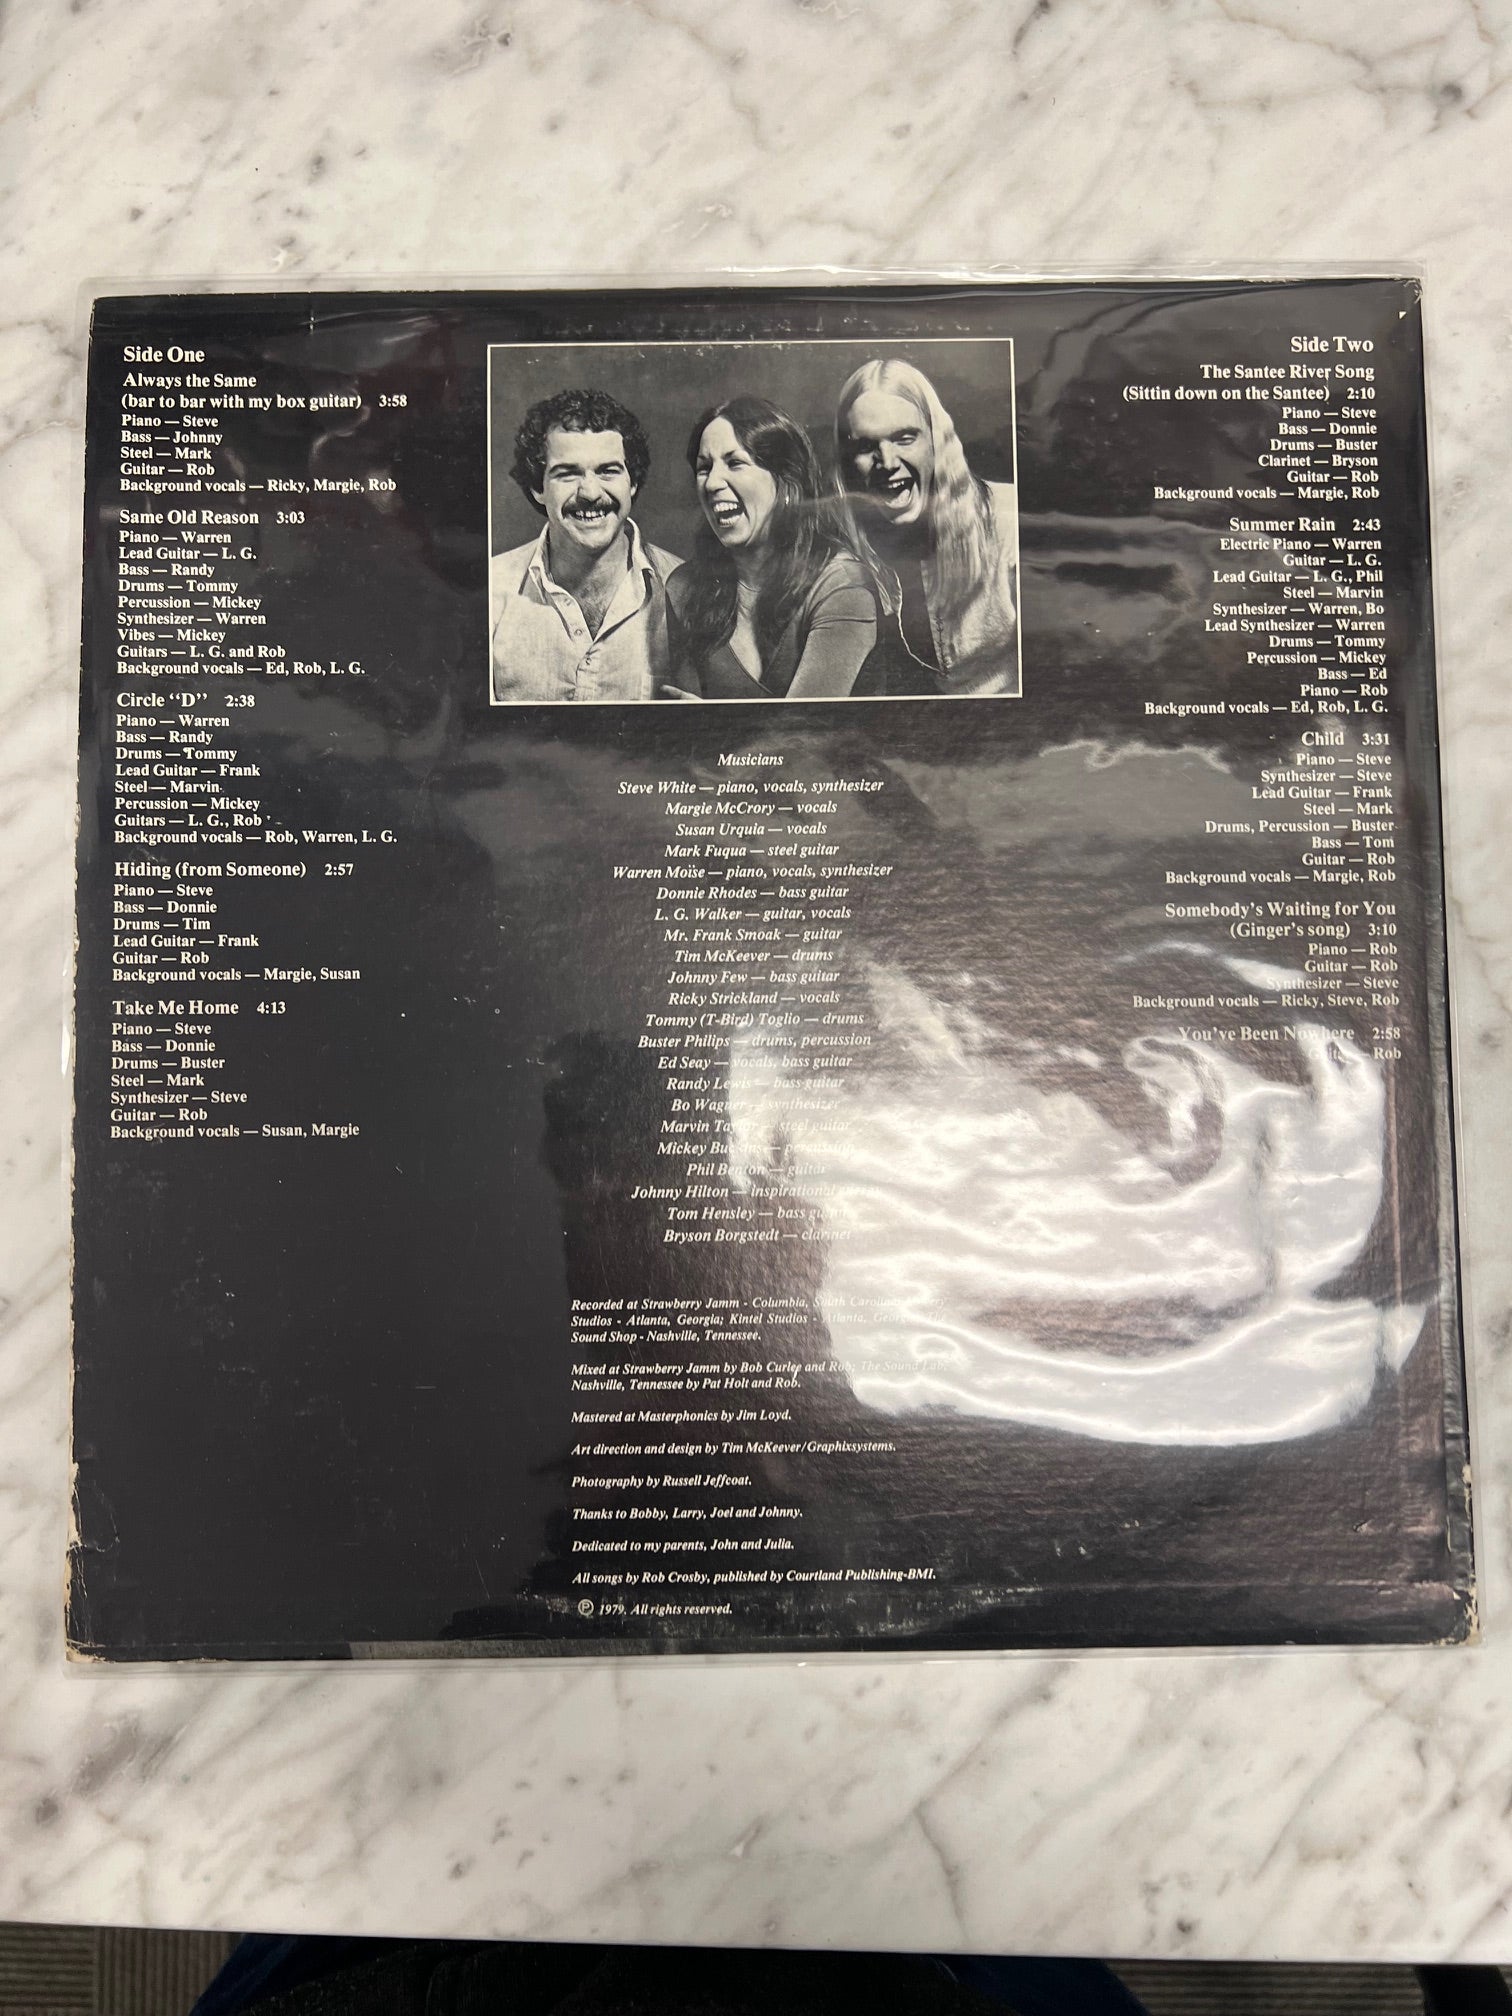 Side One
Always the Same
(bar to bar with my box guitar) 3:58
Piano — Steve
Bass — Johnny
Steel — Mark
Guitar — Rob
Background vocals — Ricky, Margie, Rob
Same Old Reason 3:03
Piano — Warren
Lead Guitar — L. G.
Bass — Randy
Drums — Tommy
Percussion — Mickey
Synthesizer — Warren
Vibes — Mickey
Guitars — L. G. and Rob
Background vocals — Ed, Rob, L. G.
Circle “D” 2:38
Piano — Warren
Bass — Randy
Drums — Tommy
Lead Guitar — Frank
Steel — Marvin
Percussion — Mickey
Guitars — L. G., Rob
Background vocals — Rob, Warren, L. G.
Hiding (from Someone) 2:57
Piano — Steve
Bass — Donnie
Drums — Tim
Lead Guitar — Frank
Guitar — Rob
Background vocals — Margie, Susan
Take Me Home 4:13
Piano — Steve
Bass — Donnie
Drums — Buster
Steel — Mark
Synthesizer — Steve
Guitar — Rob
Background vocals — Susan, Margie
Musicians
Steve White — piano, vocals, synthesizer
Margie McCrory — vocals
Susan Urquia — vocals
Mark Fuqua — steel guitar
Warren Moïse — piano, vocals, synthesizer
Donnie Rhodes — bass guitar
L. G. Walker — guitar, vocals
Mr. Frank Smoak — guitar
Tim McKeever — drums
Johnny Few — bass guitar
Ricky Strickland — vocals
Tommy (T-Bird) Toglio — drums
Buster Philips — drums, percussion
Ed Seay — vocals, bass guitar
Randy Lewis — bass guitar
Bo Wagner — synthesizer
Marvin Taylor — steel guitar
Mickey — percussion
Phil Benton — guitar
Johnny Hilton — inspirational
Tom Hensley — bass guitar
Bryson Borgstedt — clarinet
Recorded at Strawberry Jamm - Columbia, South Carolina;
Studios - Atlanta, Georgia; Kintel Studios - Atlanta, Georgia; The
Sound Shop - Nashville, Tennessee.
Mixed at Strawberry Jamm by Bob Curlee and Rob; The Sound Lab,
Nashville, Tennessee by Pat Holt and Rob.
Mastered at Masterphonics by Jim Loyd.
Art direction and design by Tim McKeever/Graphixsystems.
Photography by Russell Jeffcoat.
Thanks to Bobby, Larry, Joel and Johnny.
Dedicated to my parents, John and Julia.
All songs by Rob Crosby, published by Courtland Publishing-BMI.
℗ 1979. All rights reserved.
Side Two
The Santee River Song
(Sittin down on the Santee) 2:10
Piano — Steve
Bass — Donnie
Drums — Buster
Clarinet — Bryson
Guitar — Rob
Background vocals — Margie, Rob
Summer Rain 2:43
Electric Piano — Warren
Guitar — L. G.
Lead Guitar — L. G., Phil
Steel — Marvin
Synthesizer — Warren, Bo
Lead Synthesizer — Warren
Drums — Tommy
Percussion — Mickey
Bass — Ed
Piano — Rob
Background vocals — Ed, Rob, L. G.
Child 3:31
Piano — Steve
Synthesizer — Steve
Lead Guitar — Frank
Steel — Mark
Drums, Percussion — Buster
Bass — Tom
Guitar — Rob
Background vocals — Margie, Rob
Somebody's Waiting for You
(Ginger's song) 3:10
Piano — Rob
Guitar — Rob
Synthesizer — Steve
Background vocals — Ricky, Steve, Rob
You've Been Nowhere 2:58
Guitar — Rob